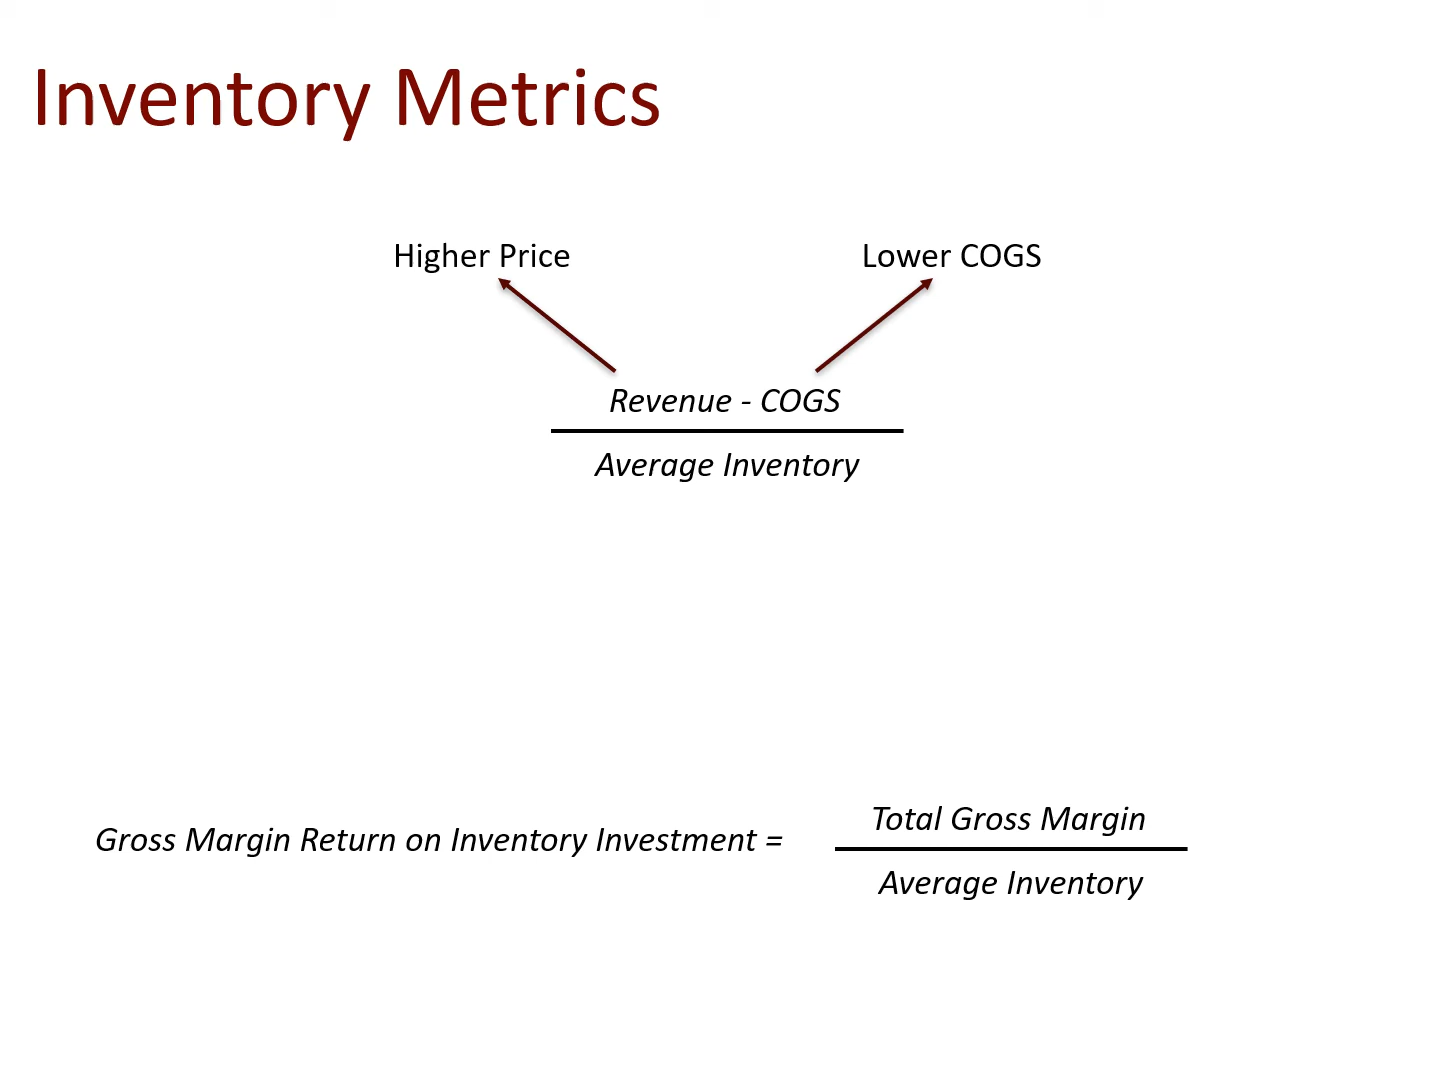 Inventory Metrics
Higher Price
Lower COGS
Revenue - COGS
Average Inventory
Gross Margin Return on Inventory Investment =
Total Gross Margin
Average Inventory